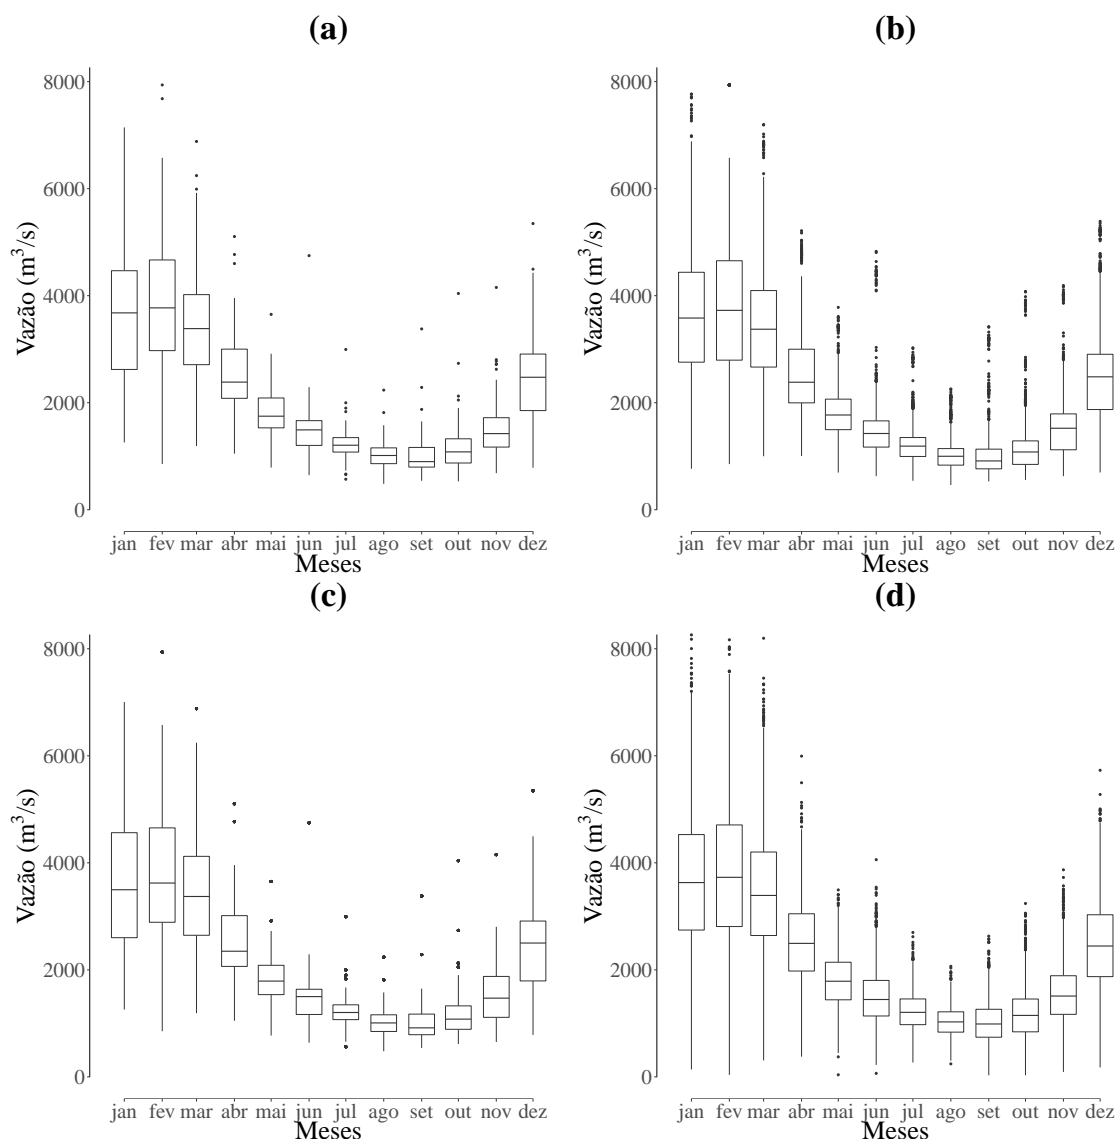 (a)
(b)
Vazão (m³/s)
8000
6000
4000
2000
0
jan fev mar abr mai jun jul ago set out nov dez
Meses
Vazão (m³/s)
8000
6000
4000
2000
0
jan fev mar abr mai jun jul ago set out nov dez
Meses
(c)
(d)
Vazão (m³/s)
8000
6000
4000
2000
0
jan fev mar abr mai jun jul ago set out nov dez
Meses
Vazão (m³/s)
8000
6000
4000
2000
0
jan fev mar abr mai jun jul ago set out nov dez
Meses